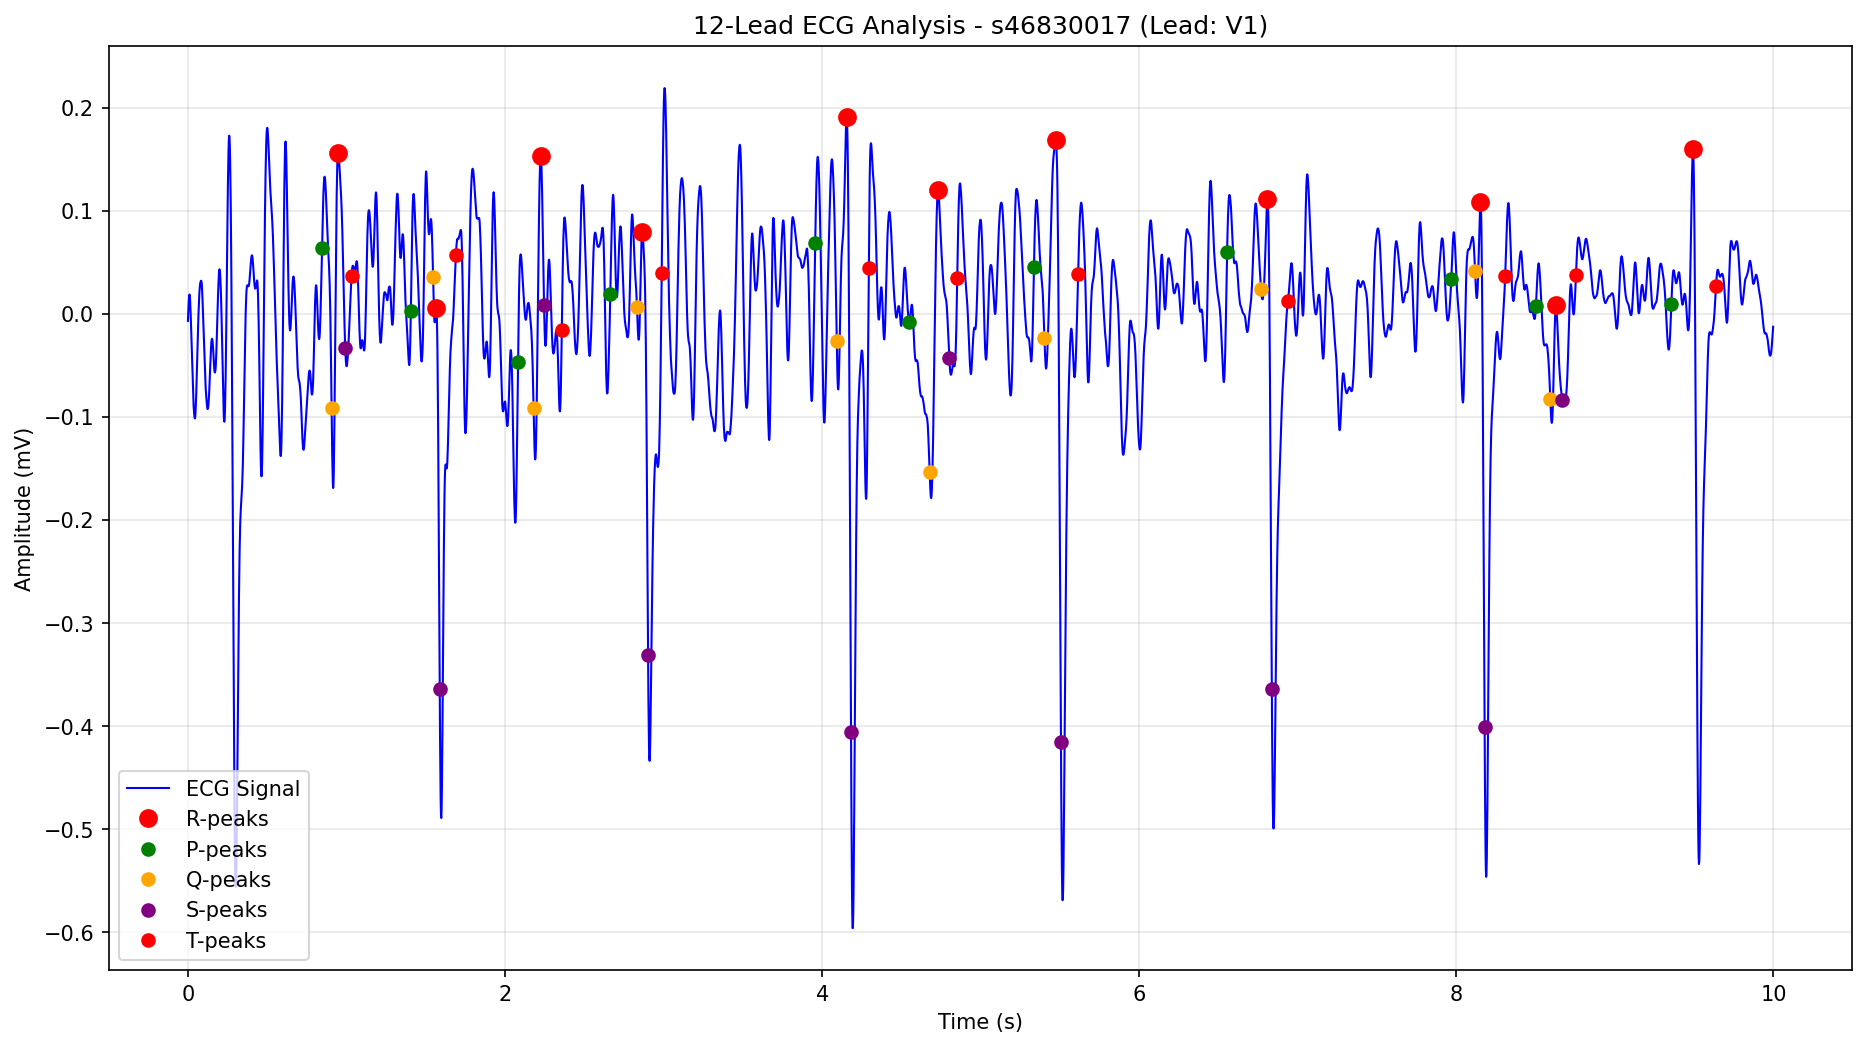 12-Lead ECG Analysis - s46830017 (Lead: V1)
0.2
0.1
0.0
−0.1
−0.2
−0.3
−0.4
−0.5
−0.6
Amplitude (mV)
ECG Signal
R-peaks
P-peaks
Q-peaks
S-peaks
T-peaks
0 2 4 6 8 10
Time (s)